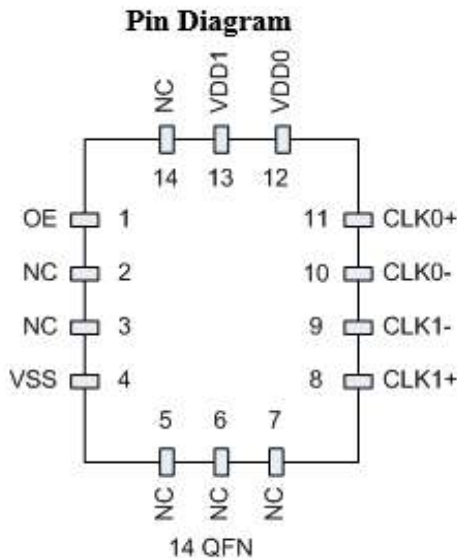 Pin Diagram
NC VDD1 VDD0
14 13 12
OE 1 11 CLK0+
NC 2 10 CLK0-
NC 3 9 CLK1-
VSS 4 8 CLK1+
5 6 7
NC NC NC
14 QFN